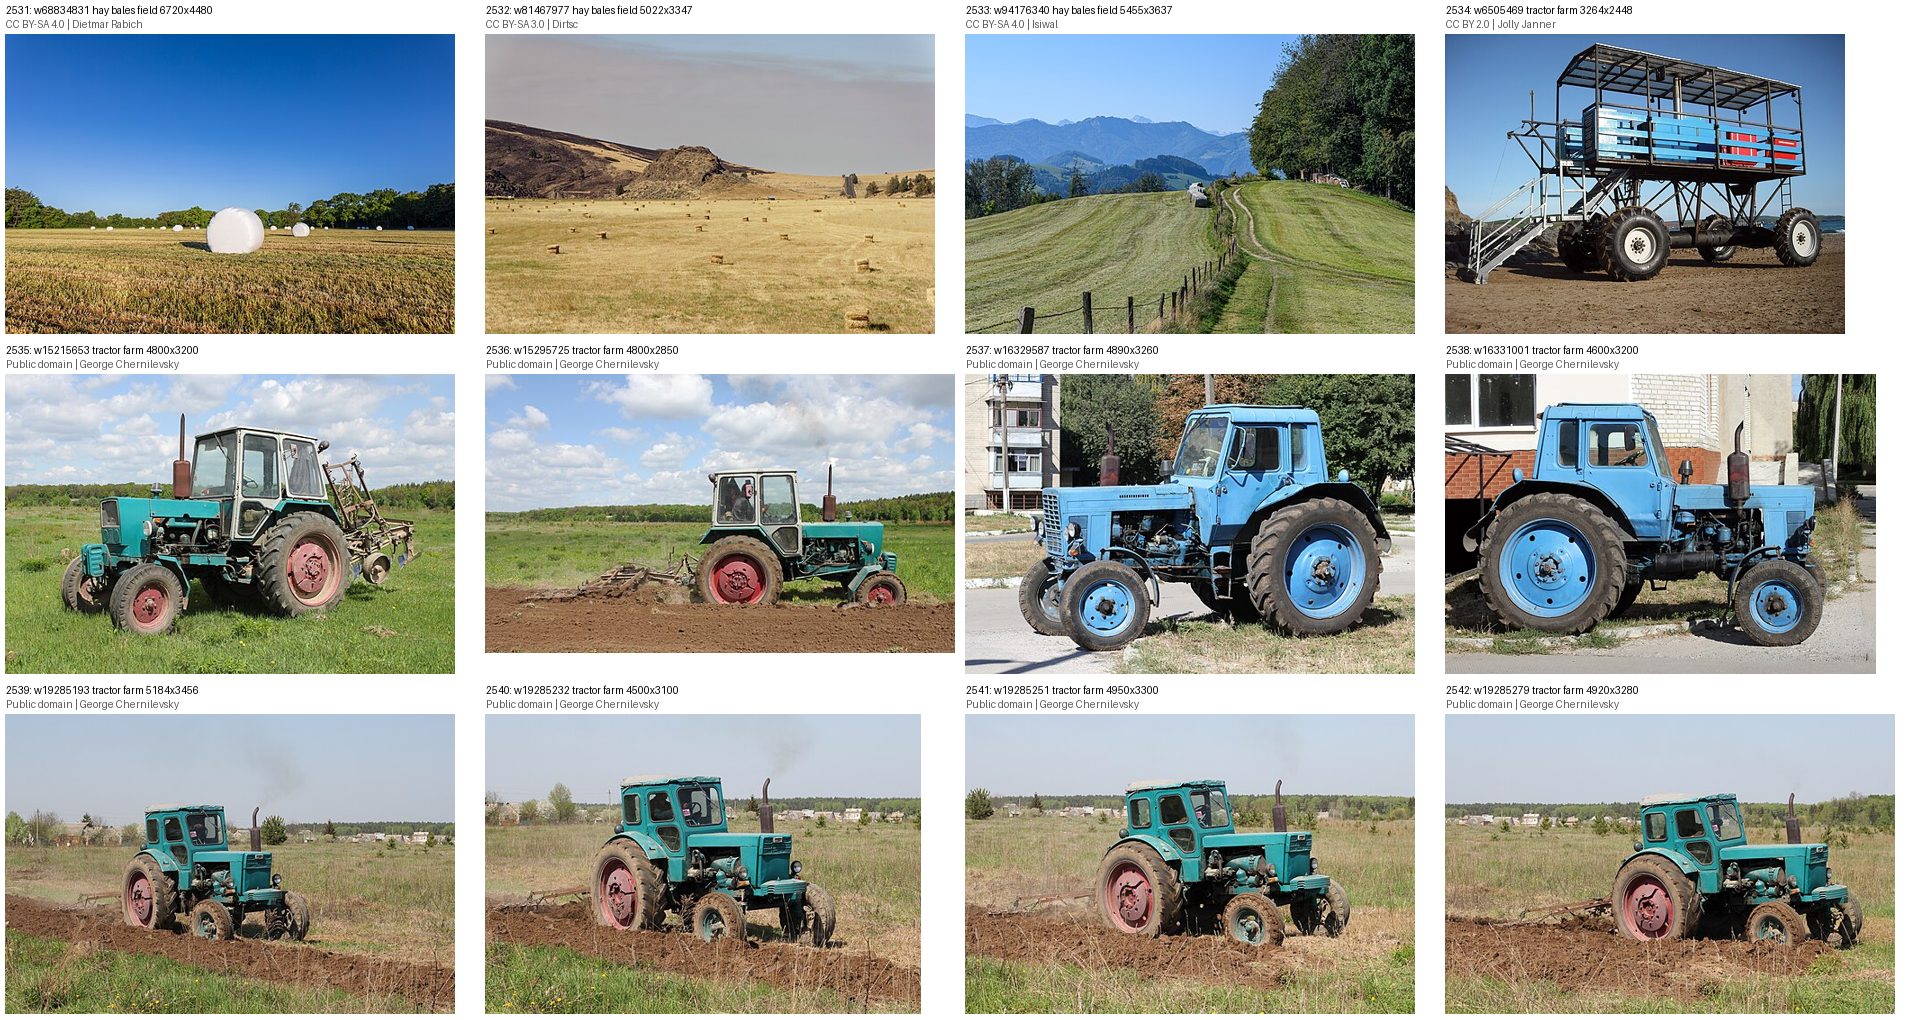 2531: w68834831 hay bales field 6720x4480
CC BY-SA 4.0 | Dietmar Rabich
2532: w81467977 hay bales field 5022x3347
CC BY-SA 3.0 | Dirtsc
2533: w94176340 hay bales field 5455x3637
CC BY-SA 4.0 | Isiwal
2534: w6505469 tractor farm 3264x2448
CC BY 2.0 | Jolly Janner
2535: w15215653 tractor farm 4800x3200
Public domain | George Chernilevsky
2536: w15295725 tractor farm 4800x2850
Public domain | George Chernilevsky
2537: w16329587 tractor farm 4890x3260
Public domain | George Chernilevsky
2538: w16331001 tractor farm 4600x3200
Public domain | George Chernilevsky
2539: w19285193 tractor farm 5184x3456
Public domain | George Chernilevsky
2540: w19285232 tractor farm 4500x3100
Public domain | George Chernilevsky
2541: w19285251 tractor farm 4950x3300
Public domain | George Chernilevsky
2542: w19285279 tractor farm 4920x3280
Public domain | George Chernilevsky